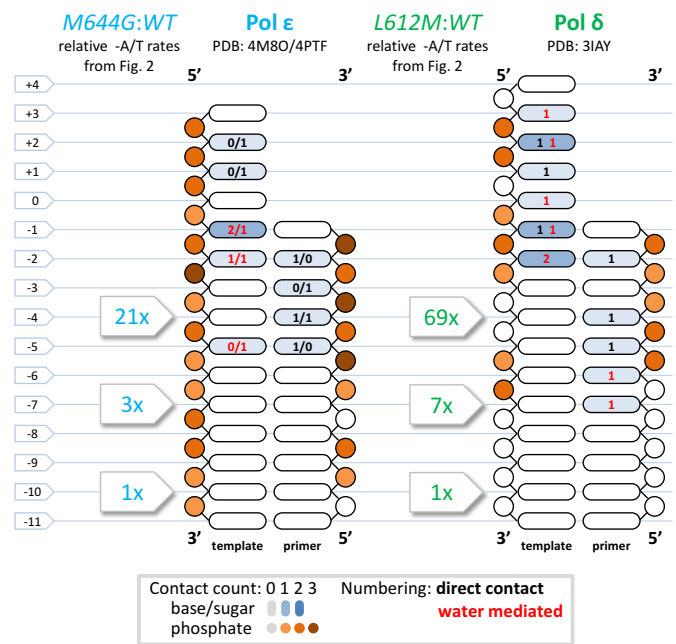 M644G:WT Pol ε L612M:WT Pol δ
relative -A/T rates PDB: 4M8O/4PTF relative -A/T rates PDB: 3IAY
from Fig. 2 from Fig. 2
5’ 3’ 5’ 3’
+4
+3 1
+2 0/1 1 1
+1 0/1 1
0 1
-1 2/1 1 1
-2 1/1 1/0 2 1
-3 0/1
-4 21x 1/1 69x 1
-5 0/1 1/0 1
-6 1
-7 3x 7x 1
-8
-9
-10 1x 1x
-11
3’ template primer 5’ 3’ template primer 5’
Contact count: 0 1 2 3 Numbering: direct contact
base/sugar water mediated
phosphate